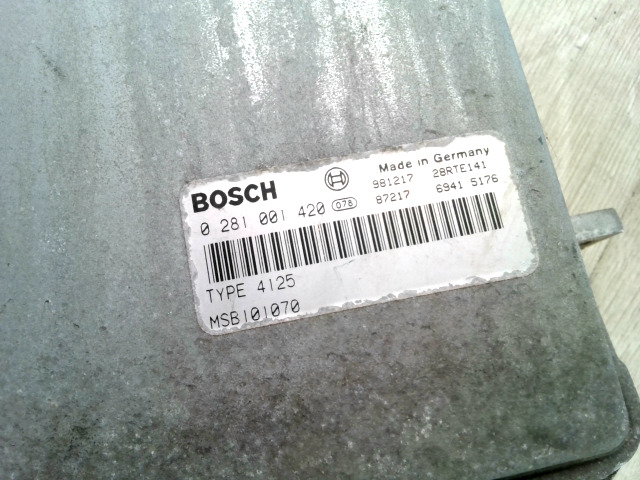 BOSCH
Made in Germany
0 281 001 420 078
981217 28RTE141
87217 6941 5176
TYPE 4125
MSB101070